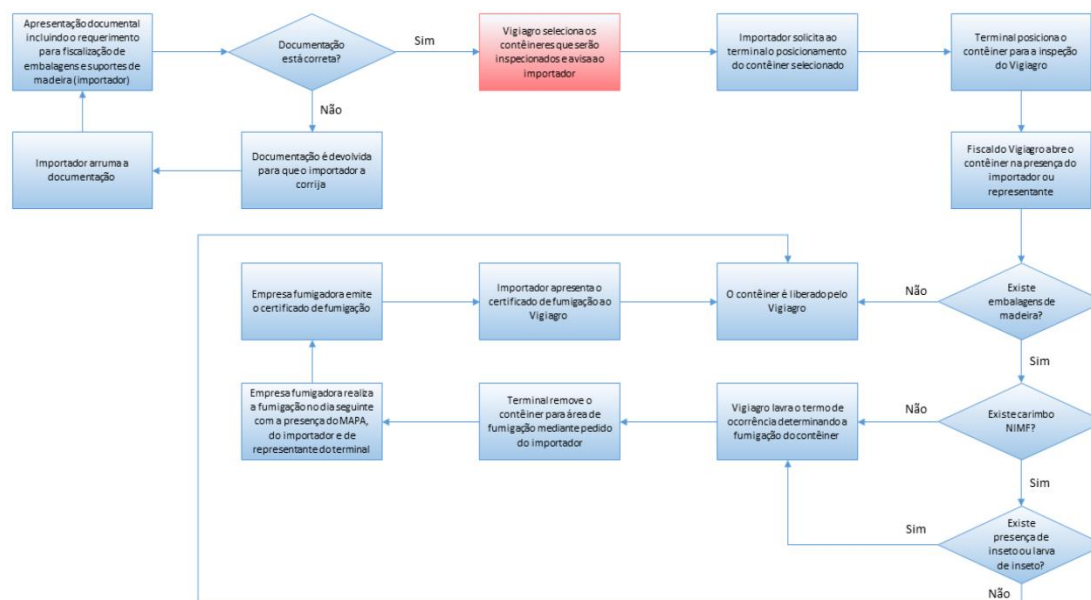 Apresentação documental
incluindo o requerimento
para fiscalização de
embalagens e suportes de
madeira (importador)
Documentação
está correta?
Sim
Vigiagro seleciona os
contêineres que serão
inspecionados e avisa ao
importador
Importador solicita ao
terminal o posicionamento
do contêiner selecionado
Terminal posiciona o
contêiner para a inspeção
do Vigiagro
Não
Importador arruma a
documentação
Documentação é devolvida
para que o importador a
corrija
Fiscal do Vigiagro abre o
contêiner na presença do
importador ou
representante
Empresa fumigadora emite
o certificado de fumigação
Importador apresenta o
certificado de fumigação ao
Vigiagro
O contêiner é liberado pelo
Vigiagro
Não
Existe
embalagens de
madeira?
Sim
Empresa fumigadora realiza
a fumigação no dia seguinte
com a presença do MAPA,
do importador e de
representante do terminal
Terminal remove o
contêiner para área de
fumigação mediante pedido
do importador
Vigiagro lavra o termo de
ocorrência determinando a
fumigação do contêiner
Não
Existe carimbo
NIMF?
Sim
Sim
Existe
presença de
inseto ou larva
de inseto?
Não